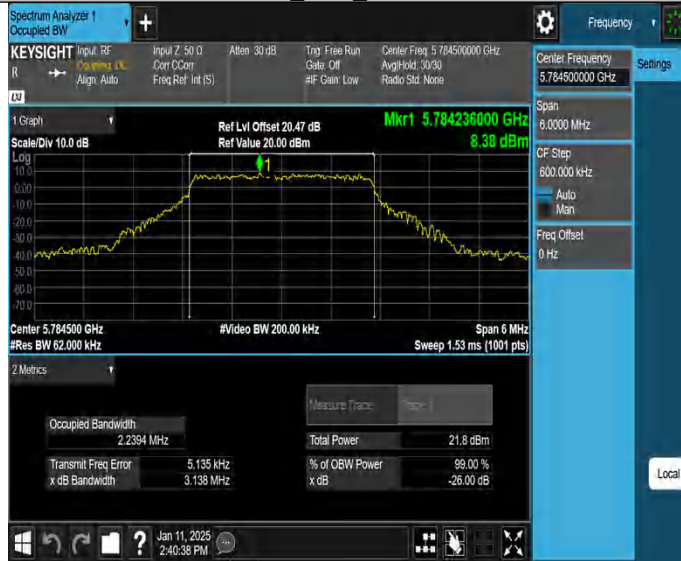 Spectrum Analyzer 1
Occupied BW
+
Frequency
KEYSIGHT
R
LXI
Input: RF
Coupling: DC
Align: Auto
Input Z: 50 Ω
Corr CCorr
Freq Ref: Int (S)
Atten: 30 dB
Trig: Free Run
Gate: Off
#IF Gain: Low
Center Freq: 5.784500000 GHz
Avg|Hold: 30/30
Radio Std: None
Center Frequency
5.784500000 GHz
Settings
Span
6.0000 MHz
CF Step
600.000 kHz
Auto
Man
Freq Offset
0 Hz
1 Graph
Scale/Div 10.0 dB
Ref Lvl Offset 20.47 dB
Ref Value 20.00 dBm
Mkr1 5.784236000 GHz
8.38 dBm
Log
10.0
0.00
-10.0
-20.0
-30.0
-40.0
-50.0
-60.0
-70.0
1
Center 5.784500 GHz
#Res BW 62.000 kHz
#Video BW 200.00 kHz
Span 6 MHz
Sweep 1.53 ms (1001 pts)
2 Metrics
Measure Trace
Trace 1
Occupied Bandwidth
2.2394 MHz
Total Power 21.8 dBm
Transmit Freq Error 5,135 kHz
x dB Bandwidth 3.138 MHz
% of OBW Power 99.00 %
x dB -26.00 dB
Local
?
Jan 11, 2025
2:40:38 PM